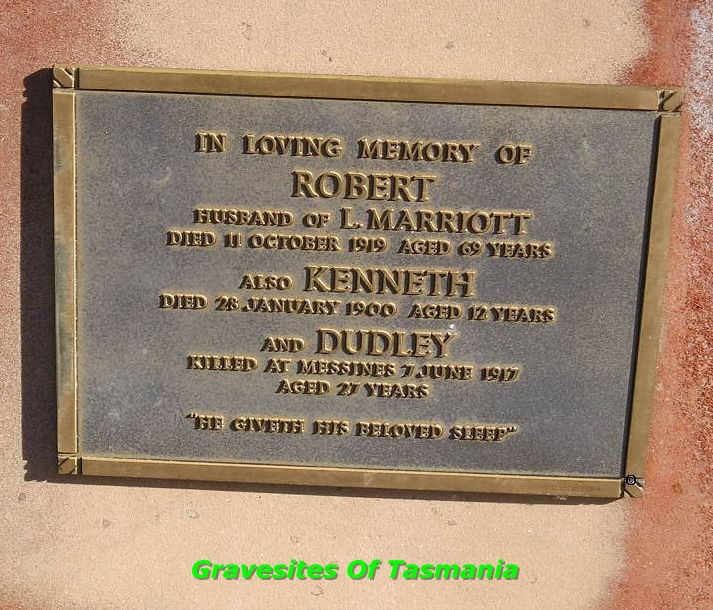 IN LOVING MEMORY OF
ROBERT
HUSBAND OF L. MARRIOTT
DIED 11 OCTOBER 1919 AGED 69 YEARS
ALSO KENNETH
DIED 28 JANUARY 1900 AGED 12 YEARS
AND DUDLEY
KILLED AT MESSINES 7 JUNE 1917
AGED 27 YEARS
"HE GIVETH HIS BELOVED SLEEP"
®
Gravesites Of Tasmania